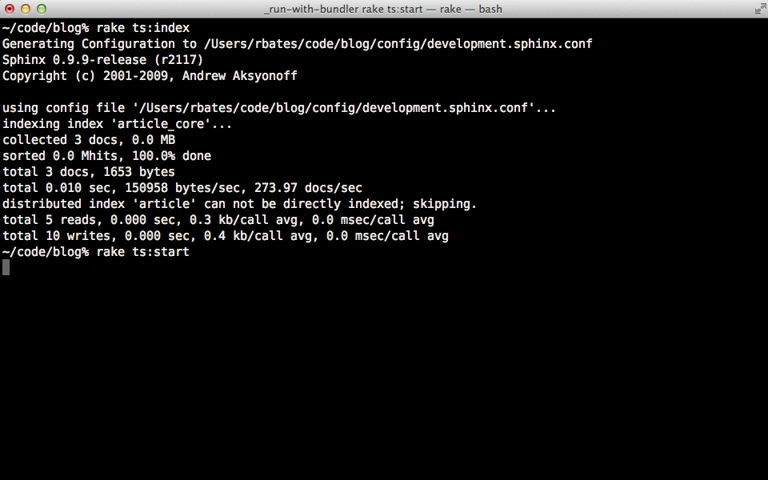 _run-with-bundler rake ts:start — rake — bash
~/code/blog% rake ts:index
Generating Configuration to /Users/rbates/code/blog/config/development.sphinx.conf
Sphinx 0.9.9-release (r2117)
Copyright (c) 2001-2009, Andrew Aksyonoff
using config file '/Users/rbates/code/blog/config/development.sphinx.conf'...
indexing index 'article_core'...
collected 3 docs, 0.0 MB
sorted 0.0 Mhits, 100.0% done
total 3 docs, 1653 bytes
total 0.010 sec, 150958 bytes/sec, 273.97 docs/sec
distributed index 'article' can not be directly indexed; skipping.
total 5 reads, 0.000 sec, 0.3 kb/call avg, 0.0 msec/call avg
total 10 writes, 0.000 sec, 0.4 kb/call avg, 0.0 msec/call avg
~/code/blog% rake ts:start